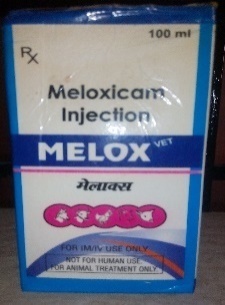 100 ml
Rx
Meloxicam
Injection
MELOX VET
मेलाक्स
FOR IM/IV USE ONLY
NOT FOR HUMAN USE.
FOR ANIMAL TREATMENT ONLY.